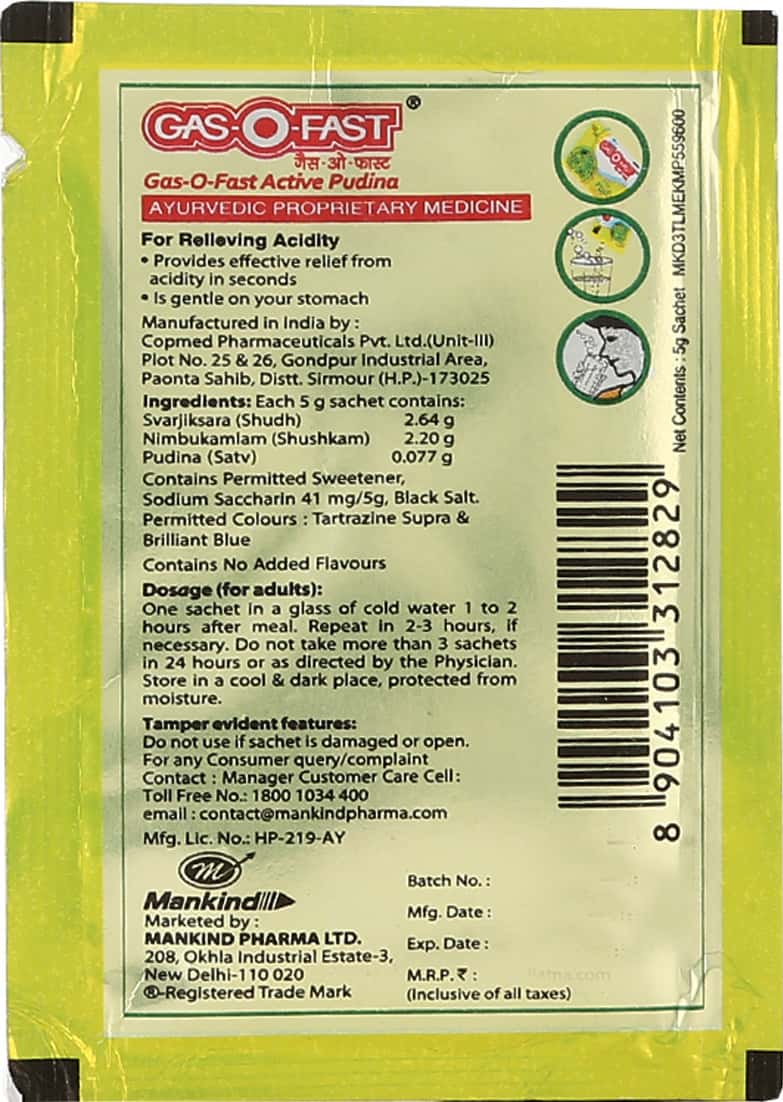 GAS-O-FAST®
गैस-ओ-फास्ट
Gas-O-Fast Active Pudina
AYURVEDIC PROPRIETARY MEDICINE
For Relieving Acidity
• Provides effective relief from
acidity in seconds
• Is gentle on your stomach
Manufactured in India by :
Copmed Pharmaceuticals Pvt. Ltd.(Unit-III)
Plot No. 25 & 26, Gondpur Industrial Area,
Paonta Sahib, Distt. Sirmour (H.P.)-173025
Ingredients: Each 5 g sachet contains:
Svarjiksara (Shudh) 2.64 g
Nimbukamlam (Shushkam) 2.20 g
Pudina (Satv) 0.077 g
Contains Permitted Sweetener,
Sodium Saccharin 41 mg/5g, Black Salt.
Permitted Colours : Tartrazine Supra &
Brilliant Blue
Contains No Added Flavours
Dosage (for adults):
One sachet in a glass of cold water 1 to 2
hours after meal. Repeat in 2-3 hours, if
necessary. Do not take more than 3 sachets
in 24 hours or as directed by the Physician.
Store in a cool & dark place, protected from
moisture.
Tamper evident features:
Do not use if sachet is damaged or open.
For any Consumer query/complaint
Contact : Manager Customer Care Cell:
Toll Free No.: 1800 1034 400
email : contact@mankindpharma.com
Mfg. Lic. No.: HP-219-AY
m
Mankind
Marketed by :
MANKIND PHARMA LTD.
208, Okhla Industrial Estate-3,
New Delhi-110 020
®-Registered Trade Mark
Batch No. :
Mfg. Date :
Exp. Date :
M.R.P. ₹ :
(Inclusive of all taxes)
GAS-O-FAST
Net Contents : 5g Sachet MKD3TLMEKMP559600
8 904103 312829